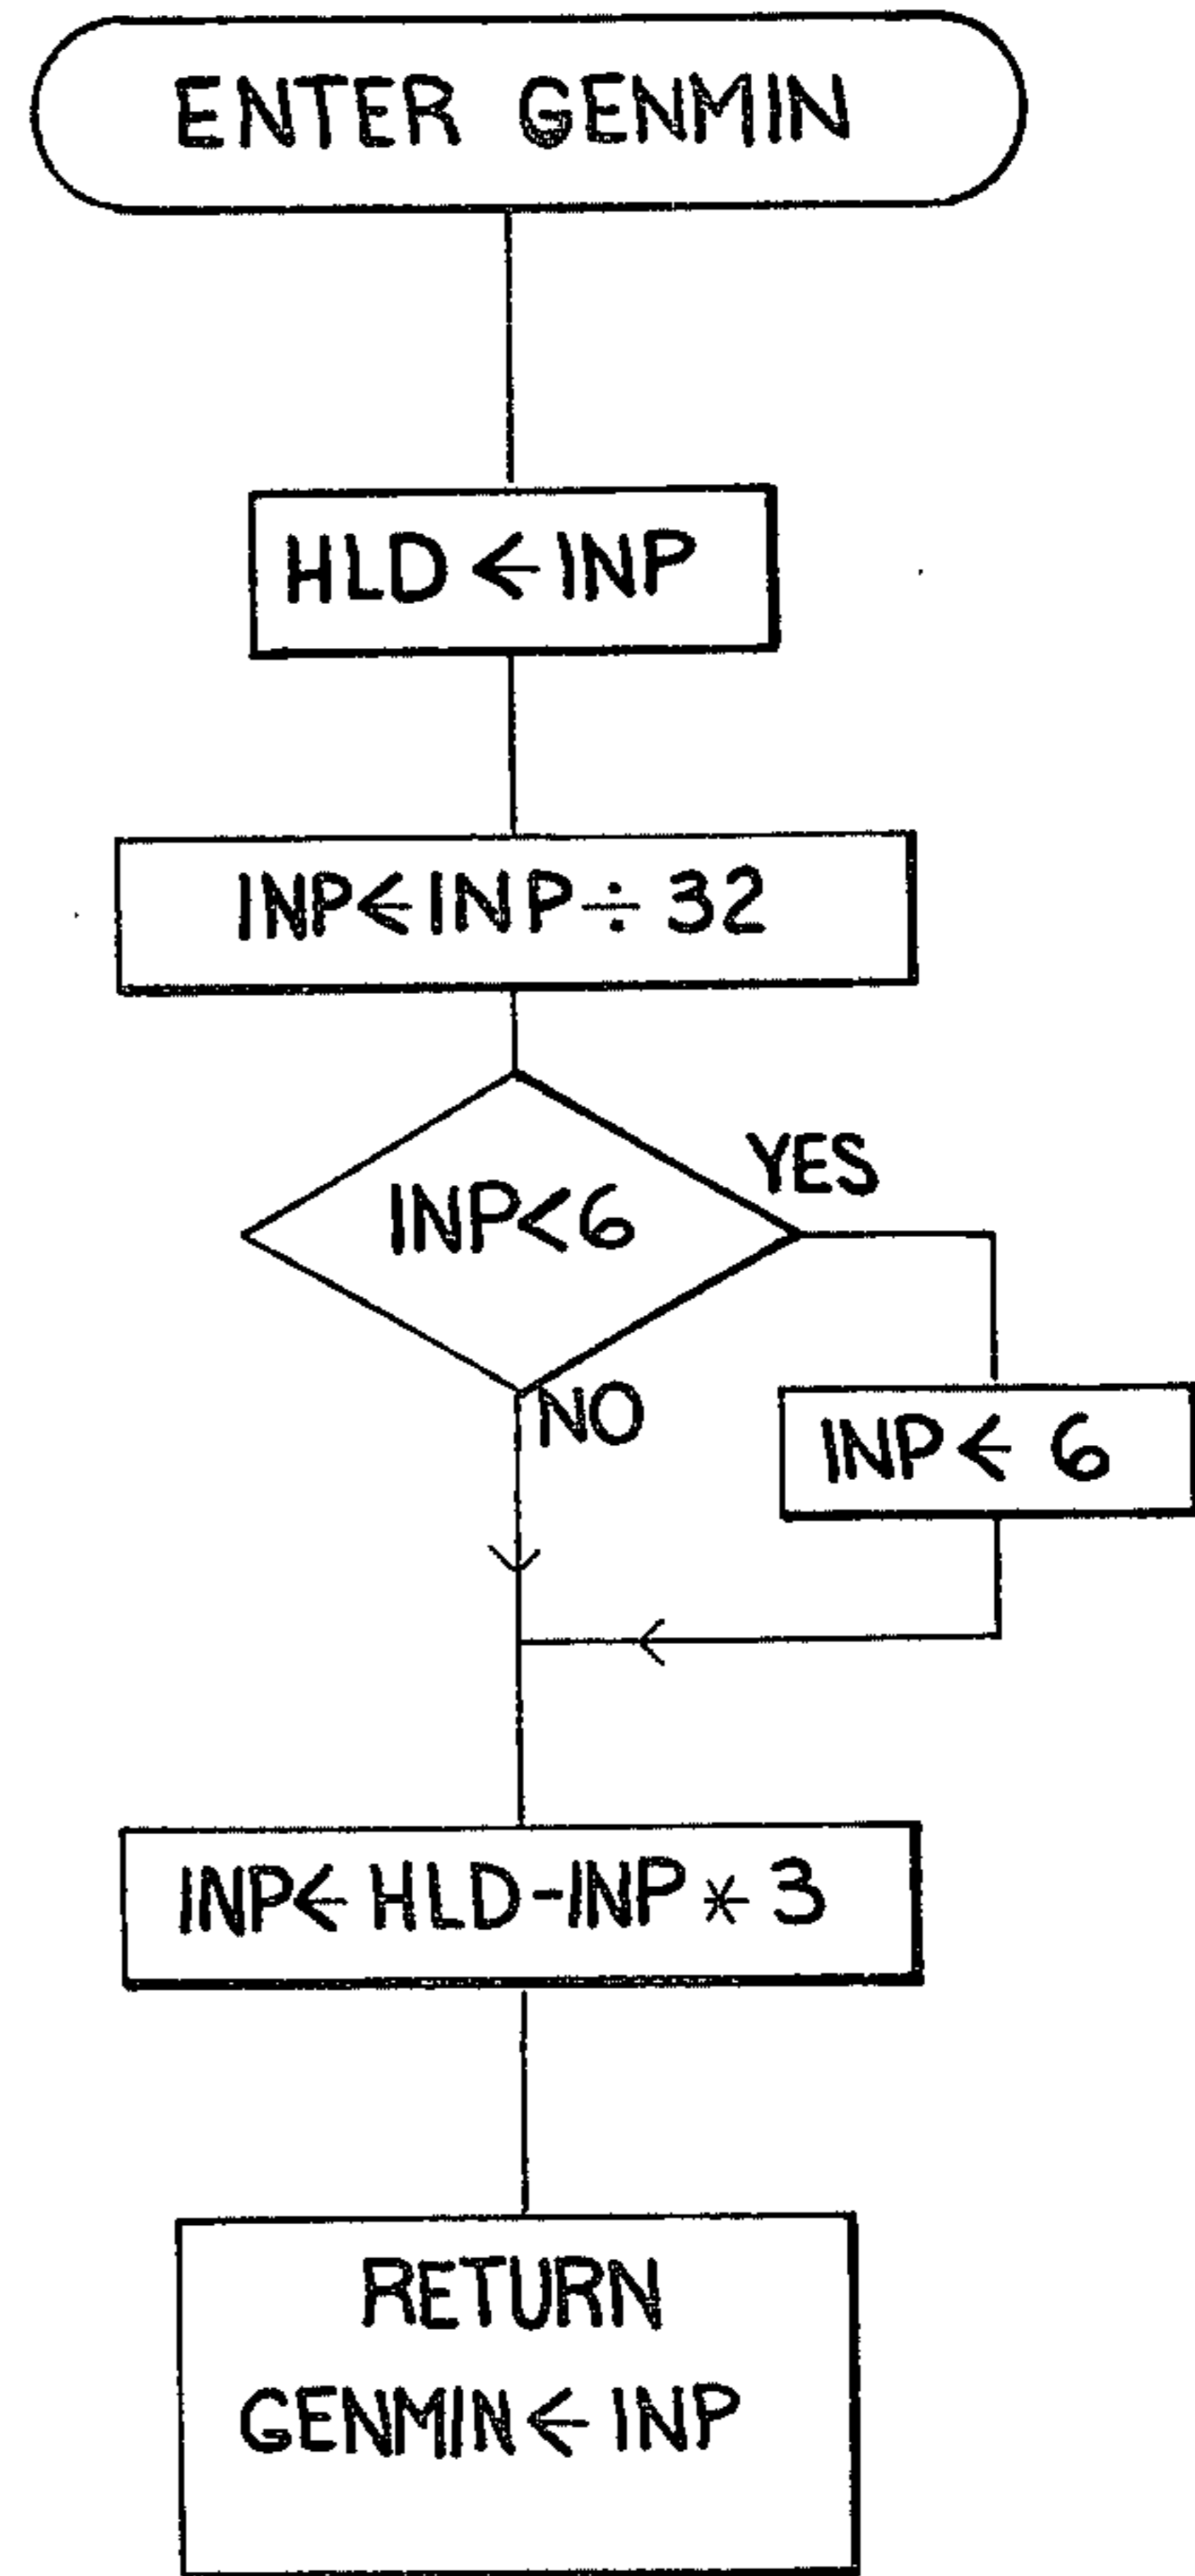 ENTER GENMIN
HLD ← INP
INP ← INP ÷ 32
INP < 6
YES
NO
INP ← 6
INP ← HLD - INP * 3
RETURN
GENMIN ← INP